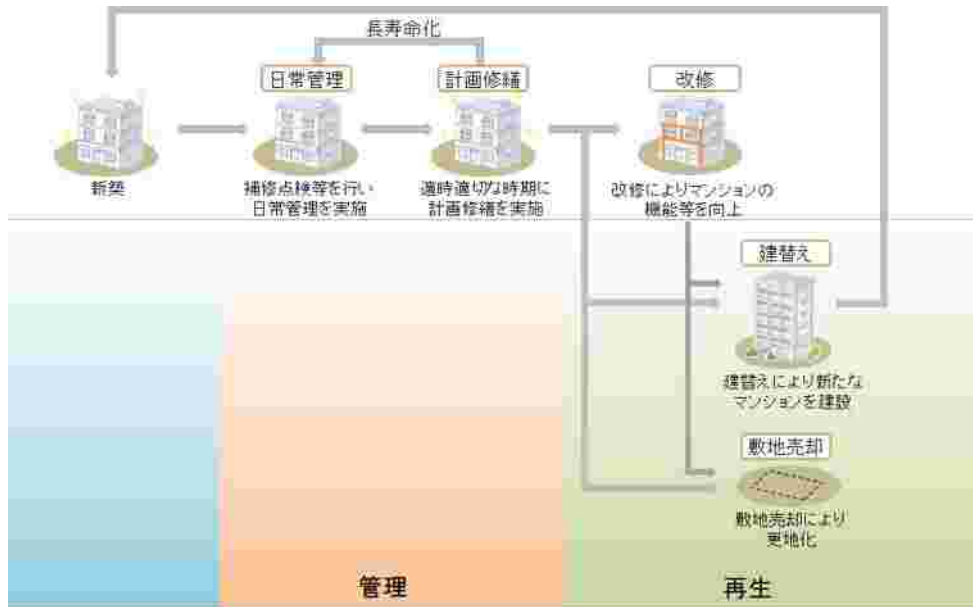 長寿命化
日常管理
計画修繕
改修
新築
補修点検等を行い
日常管理を実施
適時適切な時期に
計画修繕を実施
改修によりマンションの
機能等を向上
建替え
建替えにより新たな
マンションを建設
敷地売却
敷地売却により
更地化
管理
再生